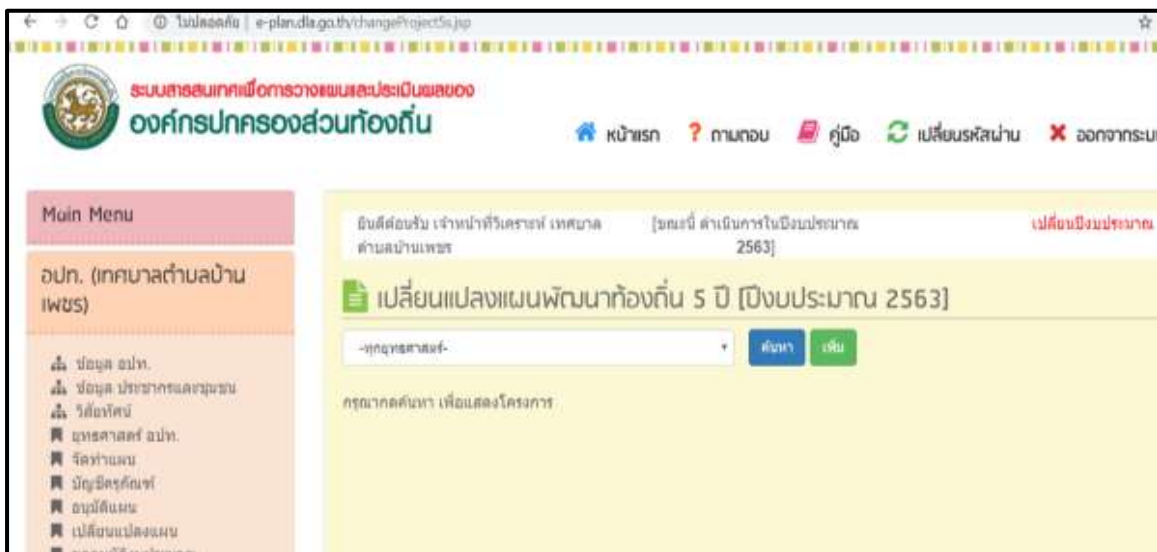 ไม่ปลอดภัย | e-plan.dla.go.th/changeProject5s.jsp
ระบบสารสนเทศเพื่อการวางแผนและประเมินผลของ
องค์กรปกครองส่วนท้องถิ่น
หน้าแรก ? ถามตอบ คู่มือ เปลี่ยนรหัสผ่าน ออกจากระบ
Main Menu
อปท. (เทศบาลตำบลบ้าน
เพชร)
ข้อมูล อปท.
ข้อมูล ประชากรและชุมชน
วิสัยทัศน์
ยุทธศาสตร์ อปท.
จัดทำแผน
บัญชีครุภัณฑ์
อนุมัติแผน
เปลี่ยนแปลงแผน
ยินดีต้อนรับ เจ้าหน้าที่วิเคราะห์ เทศบาล
ตำบลบ้านเพชร
[ขณะนี้ ดำเนินการในปีงบประมาณ
2563]
เปลี่ยนปีงบประมาณ
เปลี่ยนแปลงแผนพัฒนาท้องถิ่น 5 ปี [ปีงบประมาณ 2563]
-ทุกยุทธศาสตร์-
ค้นหา เพิ่ม
กรุณากดค้นหา เพื่อแสดงโครงการ